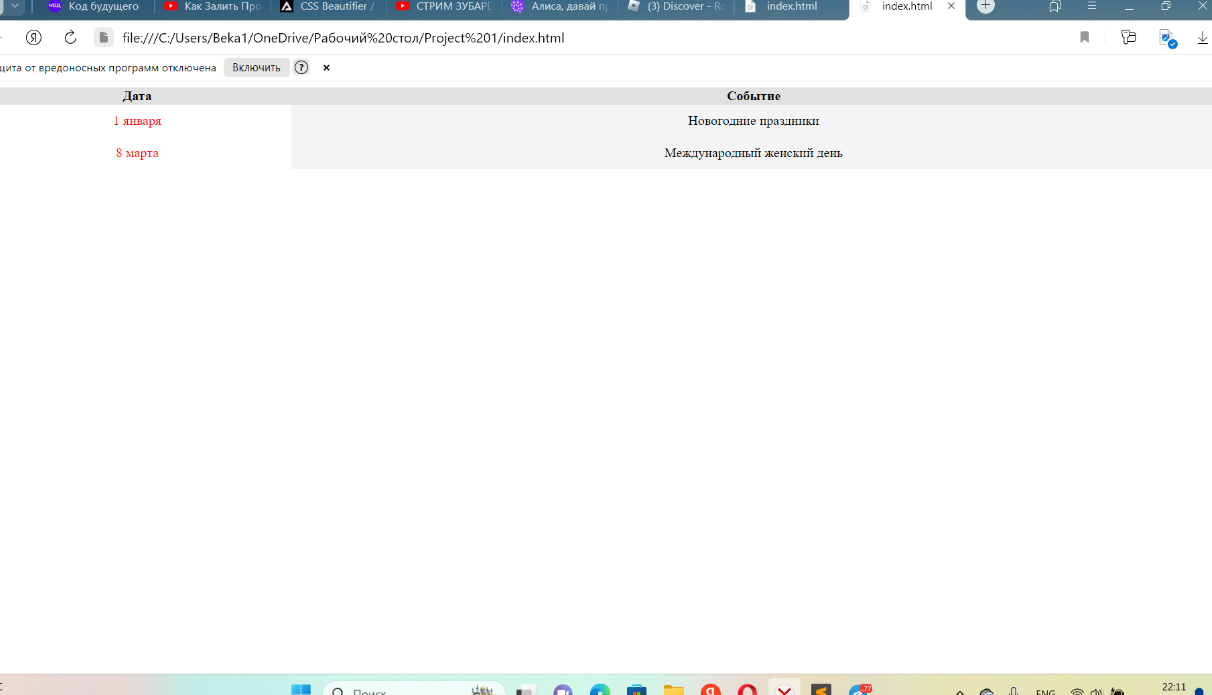 Код будущего
Как Залить Про
CSS Beautifier /
СТРИМ ЗУБАРЕ
Алиса, давай п
(3) Discover - Ro
index.html
index.html
file:///C:/Users/Beka1/OneDrive/Рабочий%20стол/Project%201/index.html
щита от вредоносных программ отключена Включить ?
Дата Событие
1 января Новогодние праздники
8 марта Международный женский день
Поиск
77
ENG
22:11